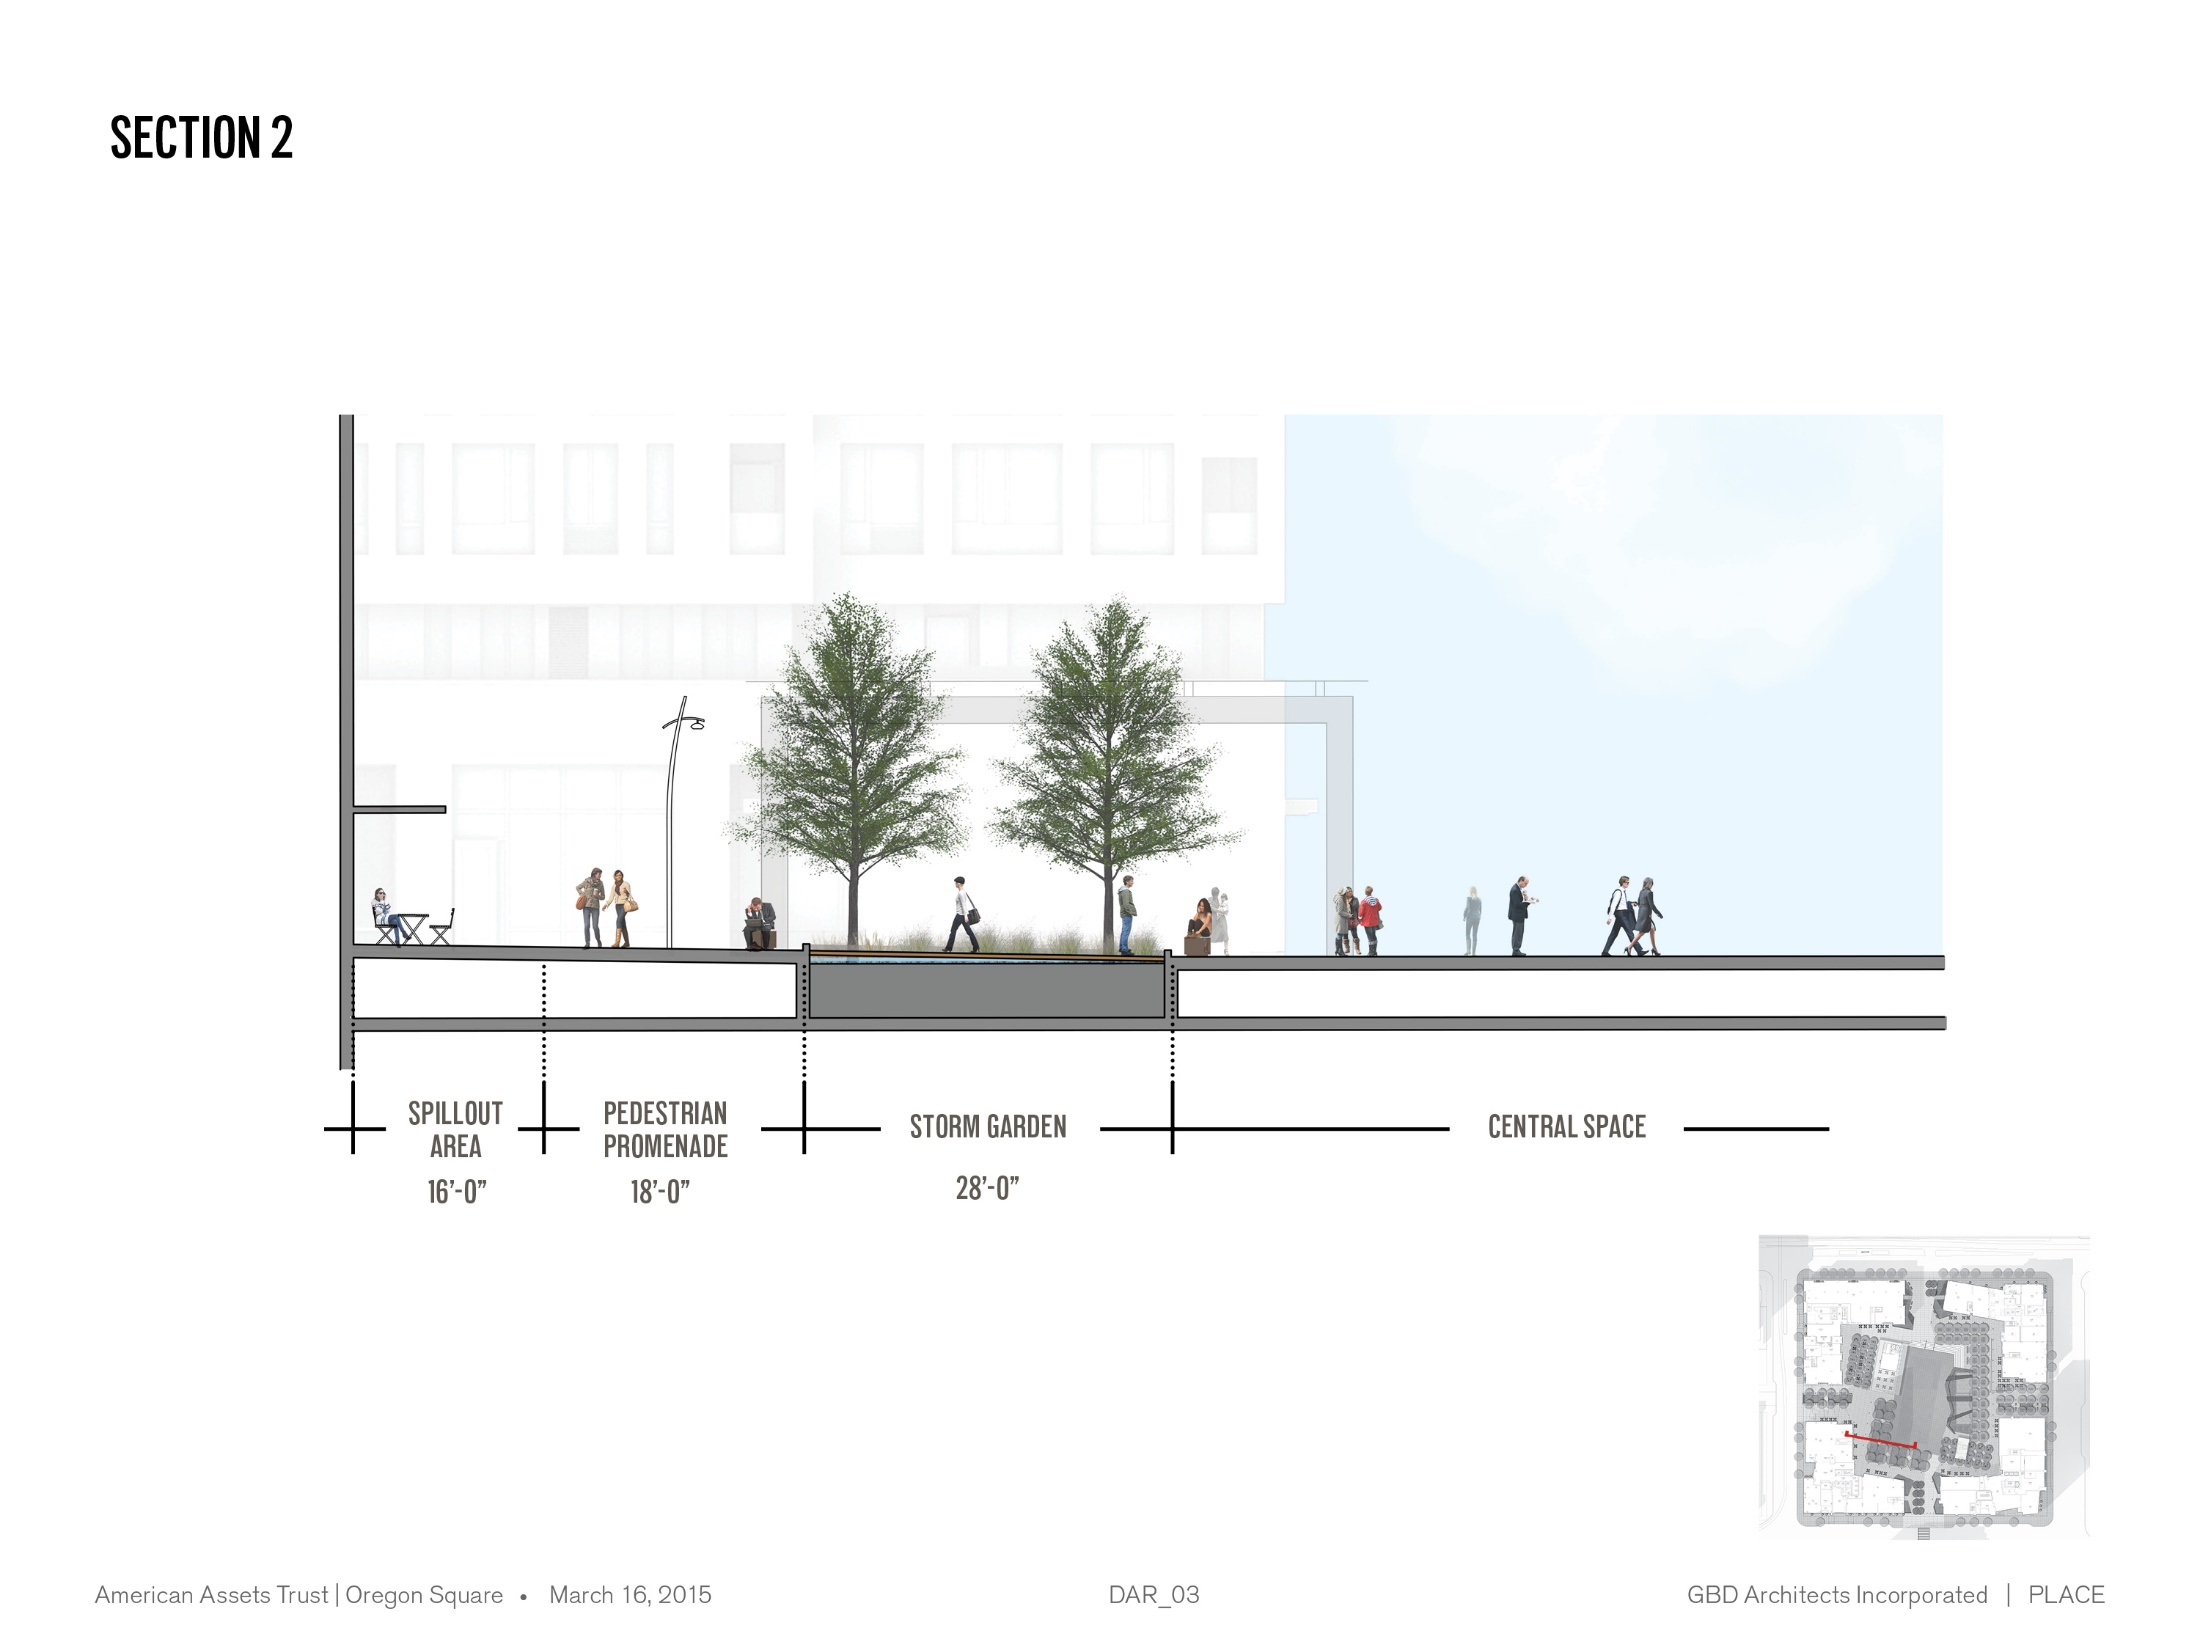 SECTION 2
SPILLOUT
AREA
16’-0”
PEDESTRIAN
PROMENADE
18’-0”
STORM GARDEN
28’-0”
CENTRAL SPACE
American Assets Trust | Oregon Square • March 16, 2015
DAR_03
GBD Architects Incorporated | PLACE